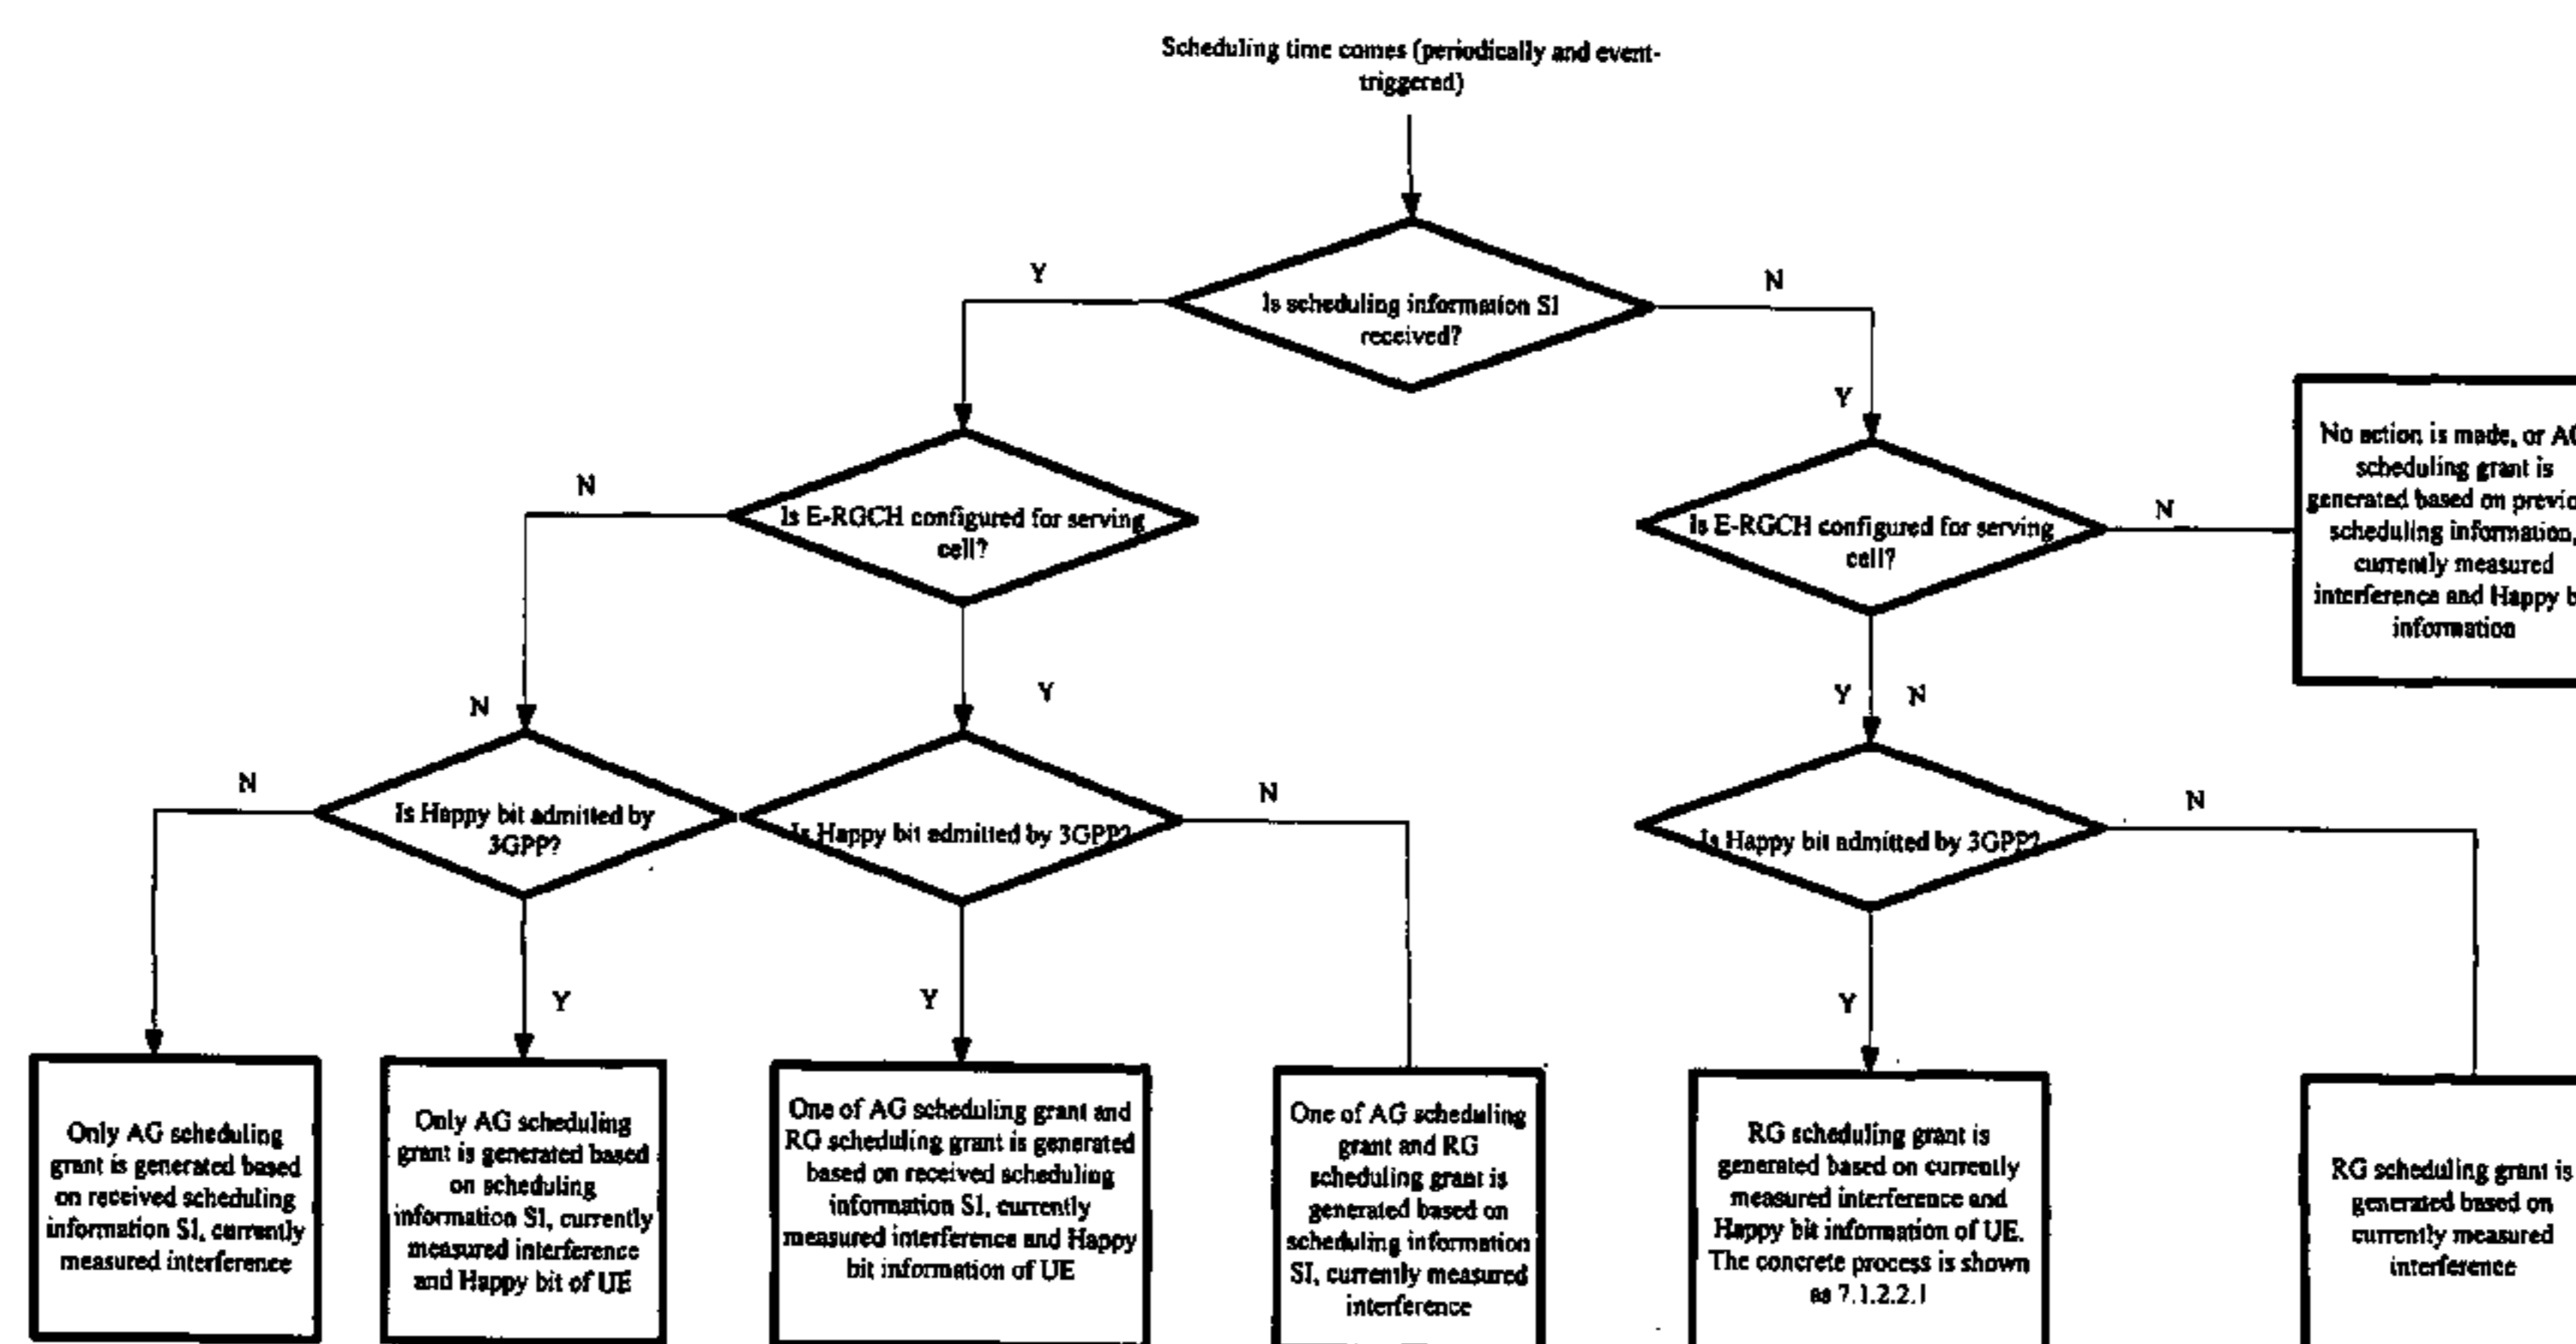 Scheduling time comes (periodically and event-
triggered)
Y
N
Is scheduling information SI
received?
Y
N
Is E-RGCH configured for serving
cell?
Is E-RGCH configured for serving
cell?
N
No action is made, or AG
scheduling grant is
generated based on
scheduling information,
currently measured
interference and Happy
information
N
Y
Y
N
N
Is Happy bit admitted by
3GPP?
Is Happy bit admitted by 3GPP?
N
Is Happy bit admitted by 3GPP?
N
Y
Y
Y
Only AG scheduling
grant is generated based
on received scheduling
information SI, currently
measured interference
Only AG scheduling
grant is generated based
on scheduling
information SI, currently
measured interference
and Happy bit of UE
One of AG scheduling grant and
RG scheduling grant is generated
based on received scheduling
information SI, currently
measured interference and Happy
bit information of UE
One of AG scheduling
grant and RG
scheduling grant is
generated based on
scheduling information
SI, currently measured
interference
RG scheduling grant is
generated based on currently
measured interference and
Happy bit information of UE.
The concrete process is shown
as 7.1.2.2.1
RG scheduling grant is
generated based on
currently measured
interference